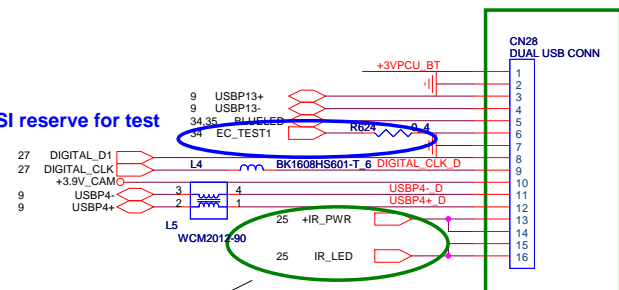 CN28
DUAL USB CONN
+3VPCU_BT
1
2
9 USBP13+ 3
9 USBP13- 4
34,35 BLUELED 5
SI reserve for test
34 EC_TEST1 R624 0_4 6
7
27 DIGITAL_D1 8
27 DIGITAL_CLK L4 BK1608HS601-T_6 DIGITAL_CLK_D 9
+3.9V_CAM 10
9 USBP4- 3 4 USBP4-_D 11
9 USBP4+ 2 1 USBP4+_D 12
L5
WCM2012-90
25 +IR_PWR 13
14
15
25 IR_LED 16